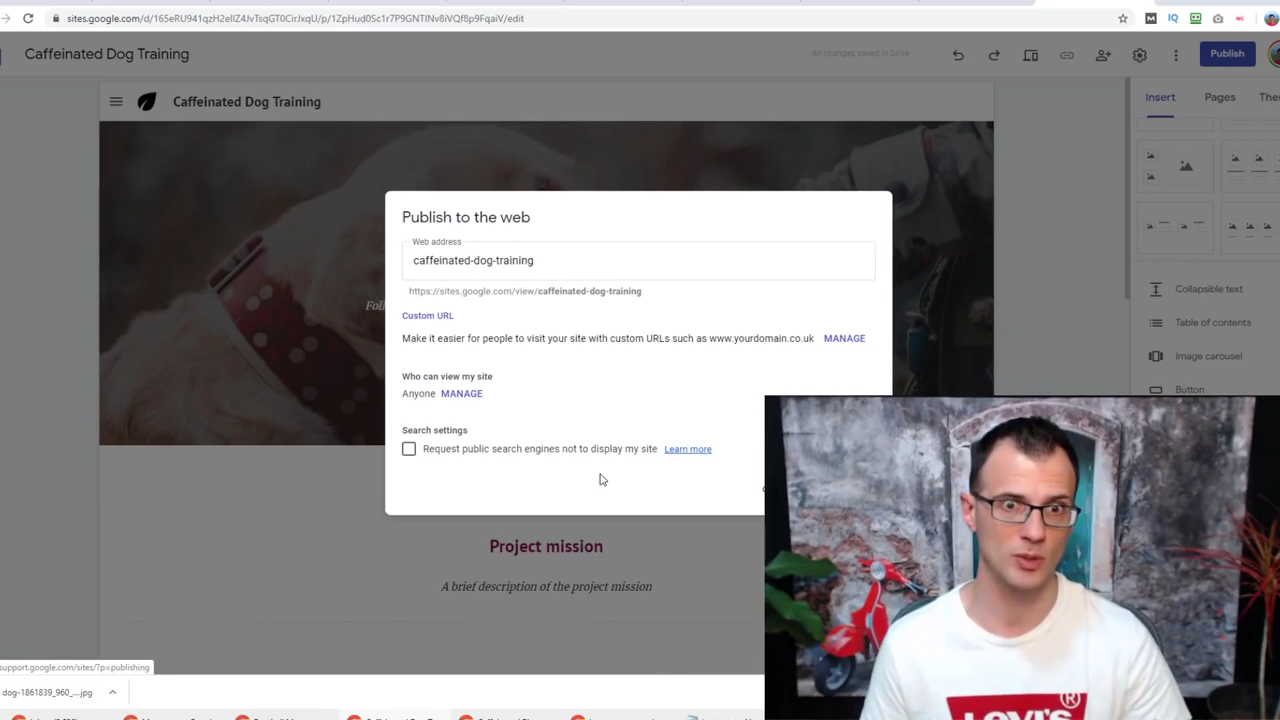 sites.google.com/d/165eRU941qzH2eIlZ4JvTsqGT0CirJxqU/p/1ZpHud0Sc1r7P9GNTINv8iVQf8p9FqaiV/edit
Caffeinated Dog Training
All changes saved in Drive
Publish
Caffeinated Dog Training
Insert
Pages
Publish to the web
Web address
caffeinated-dog-training
https://sites.google.com/view/caffeinated-dog-training
Custom URL
Make it easier for people to visit your site with custom URLs such as www.yourdomain.co.uk MANAGE
Who can view my site
Anyone MANAGE
Search settings
Request public search engines not to display my site Learn more
Collapsible text
Table of contents
Image carousel
Button
Project mission
A brief description of the project mission
support.google.com/sites/?p=publishing
dog-1861839_960_....jpg
LEVI'S
®